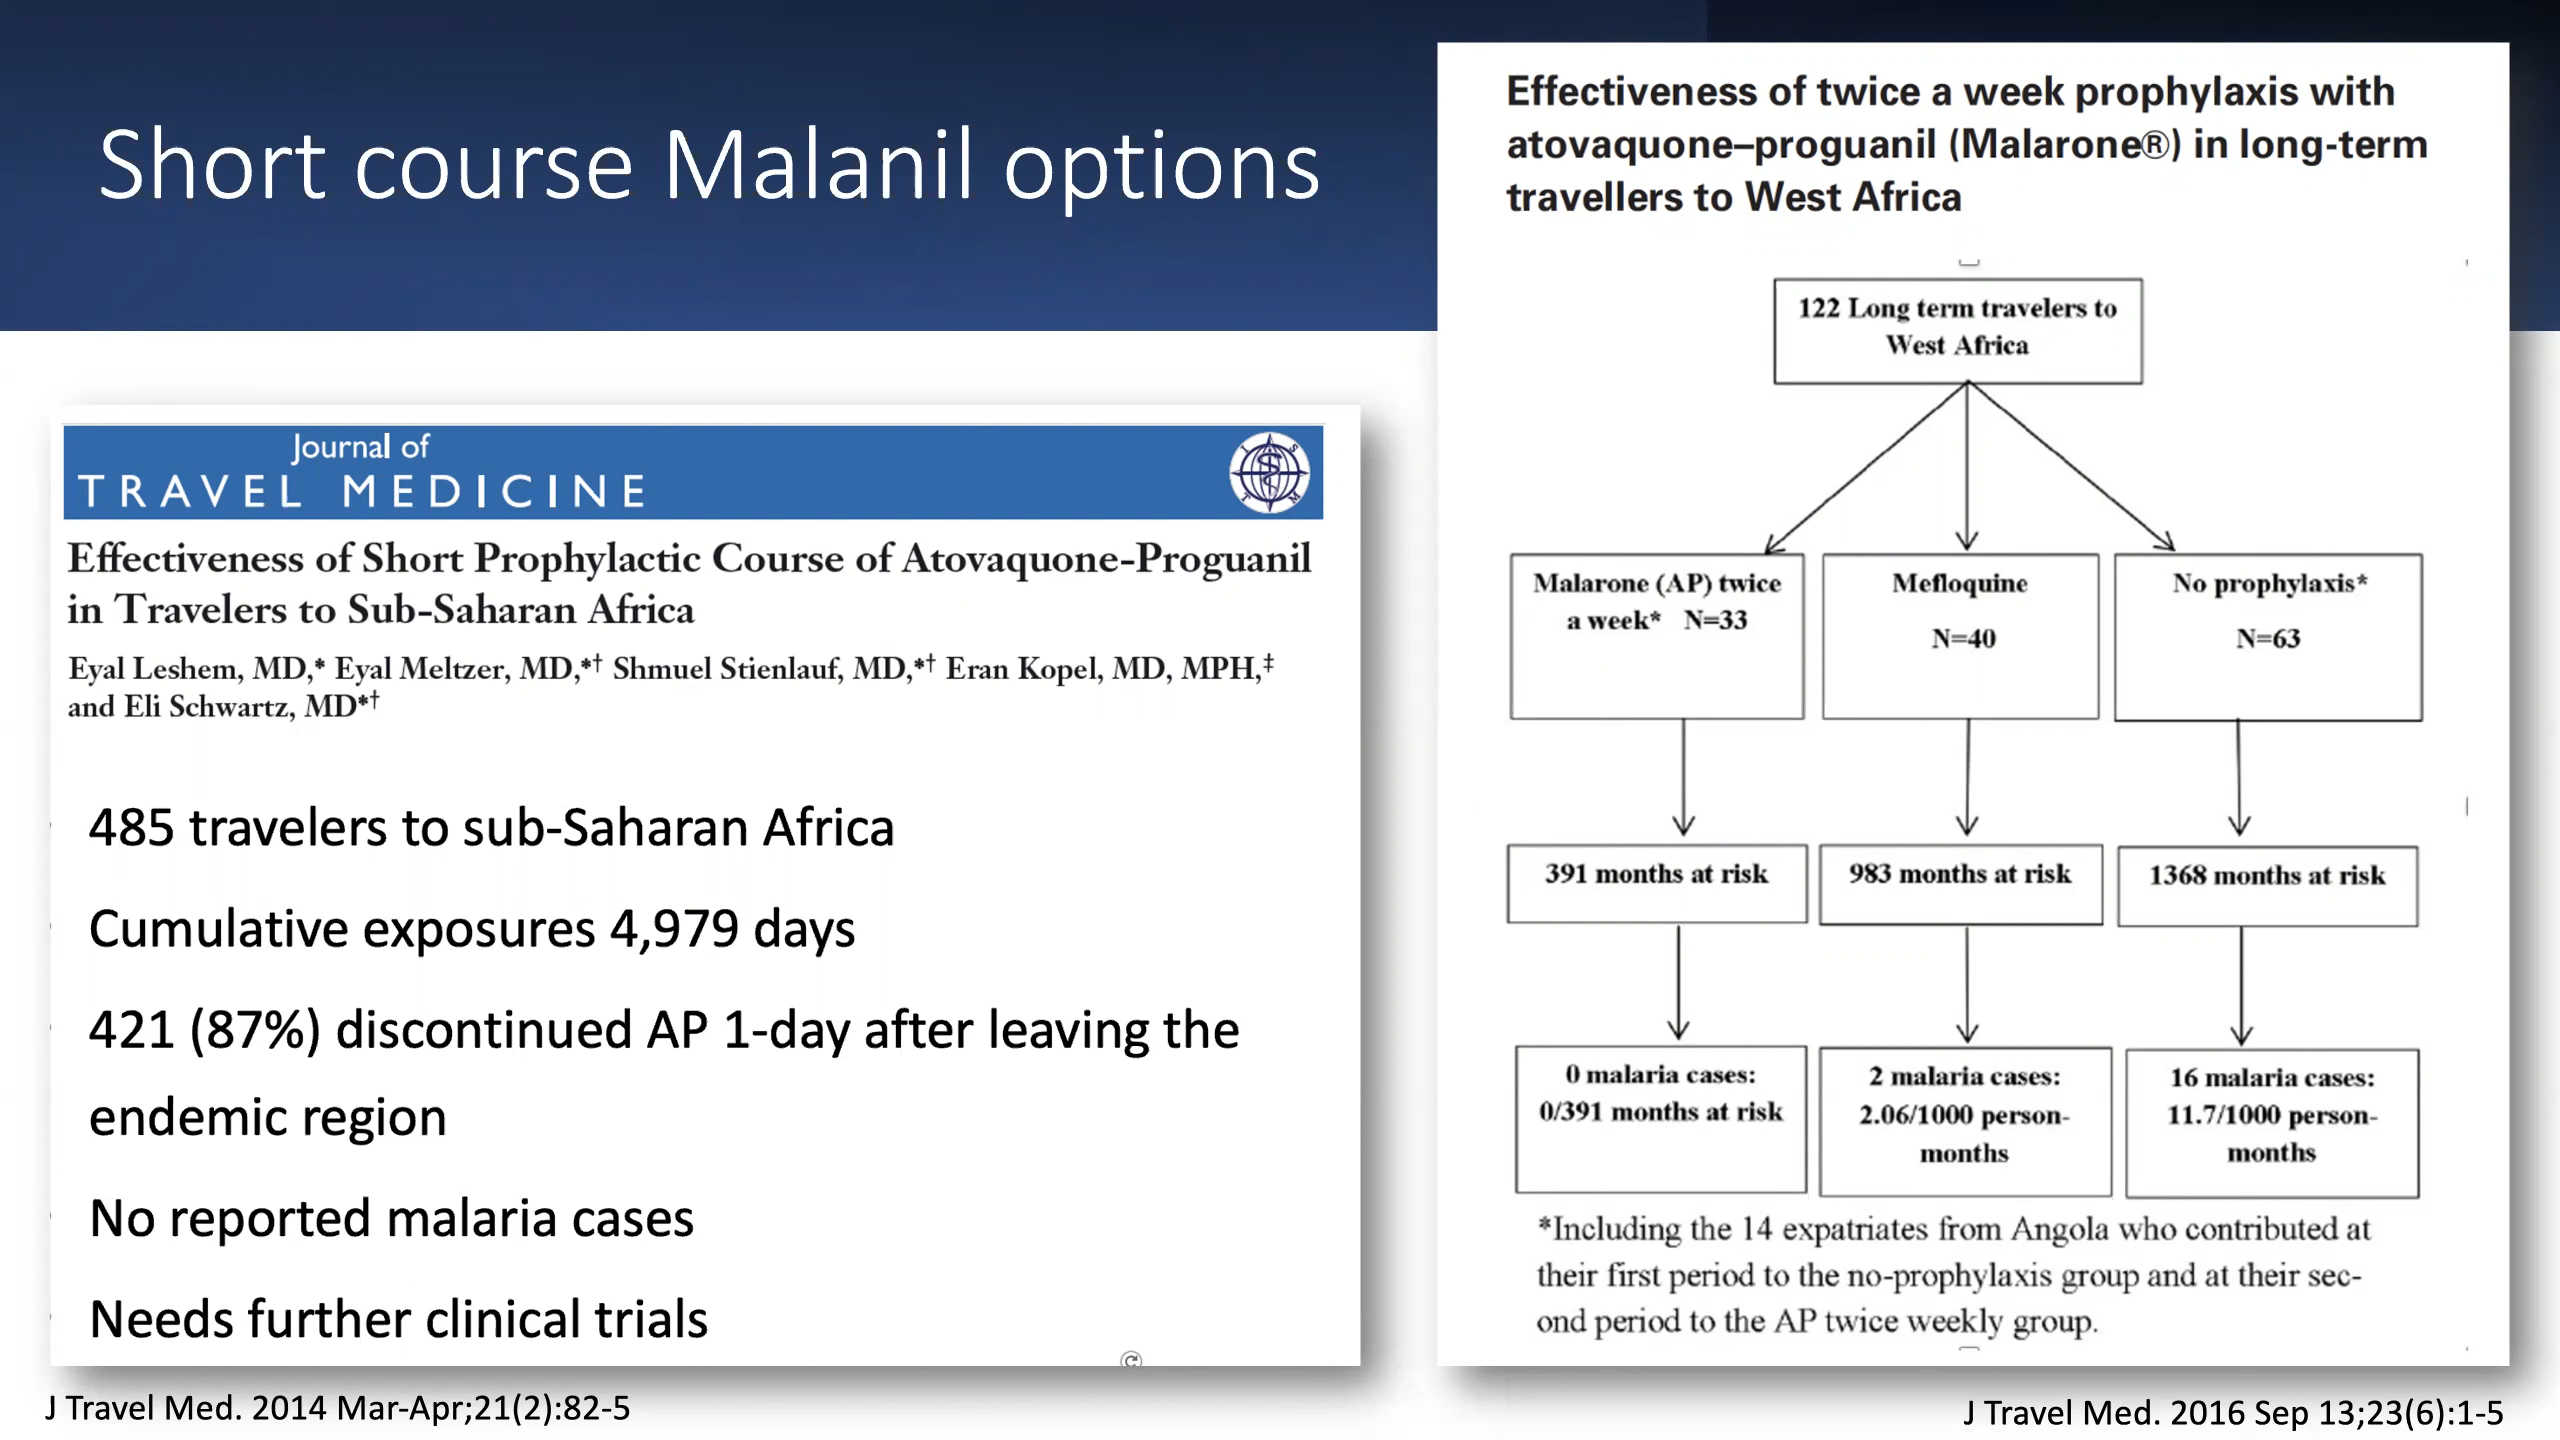 Short course Malanil options
Journal of
TRAVEL MEDICINE
Effectiveness of Short Prophylactic Course of Atovaquone-Proguanil
in Travelers to Sub-Saharan Africa
Eyal Leshem, MD,* Eyal Meltzer, MD,*† Shmuel Stienlauf, MD,*† Eran Kopel, MD, MPH,‡
and Eli Schwartz, MD*†
485 travelers to sub-Saharan Africa
Cumulative exposures 4,979 days
421 (87%) discontinued AP 1-day after leaving the
endemic region
No reported malaria cases
Needs further clinical trials
J Travel Med. 2014 Mar-Apr;21(2):82-5
Effectiveness of twice a week prophylaxis with
atovaquone–proguanil (Malarone®) in long-term
travellers to West Africa
122 Long term travelers to
West Africa
Malarone (AP) twice
a week* N=33
Mefloquine
N=40
No prophylaxis*
N=63
391 months at risk
983 months at risk
1368 months at risk
0 malaria cases:
0/391 months at risk
2 malaria cases:
2.06/1000 person-
months
16 malaria cases:
11.7/1000 person-
months
*Including the 14 expatriates from Angola who contributed at
their first period to the no-prophylaxis group and at their sec-
ond period to the AP twice weekly group.
J Travel Med. 2016 Sep 13;23(6):1-5